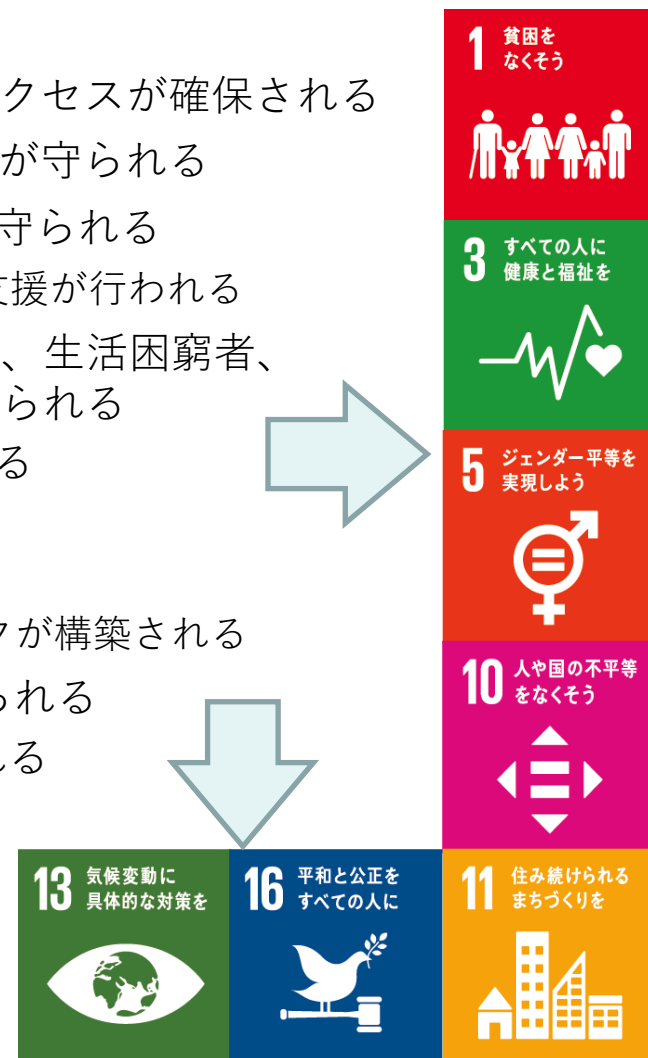 クセスが確保される
が守られる
守られる
支援が行われる
、生活困窮者、
られる
る
クが構築される
られる
れる
1 貧困を
なくそう
3 すべての人に
健康と福祉を
5 ジェンダー平等を
実現しよう
10 人や国の不平等
をなくそう
13 気候変動に
具体的な対策を
16 平和と公正を
すべての人に
11 住み続けられる
まちづくりを